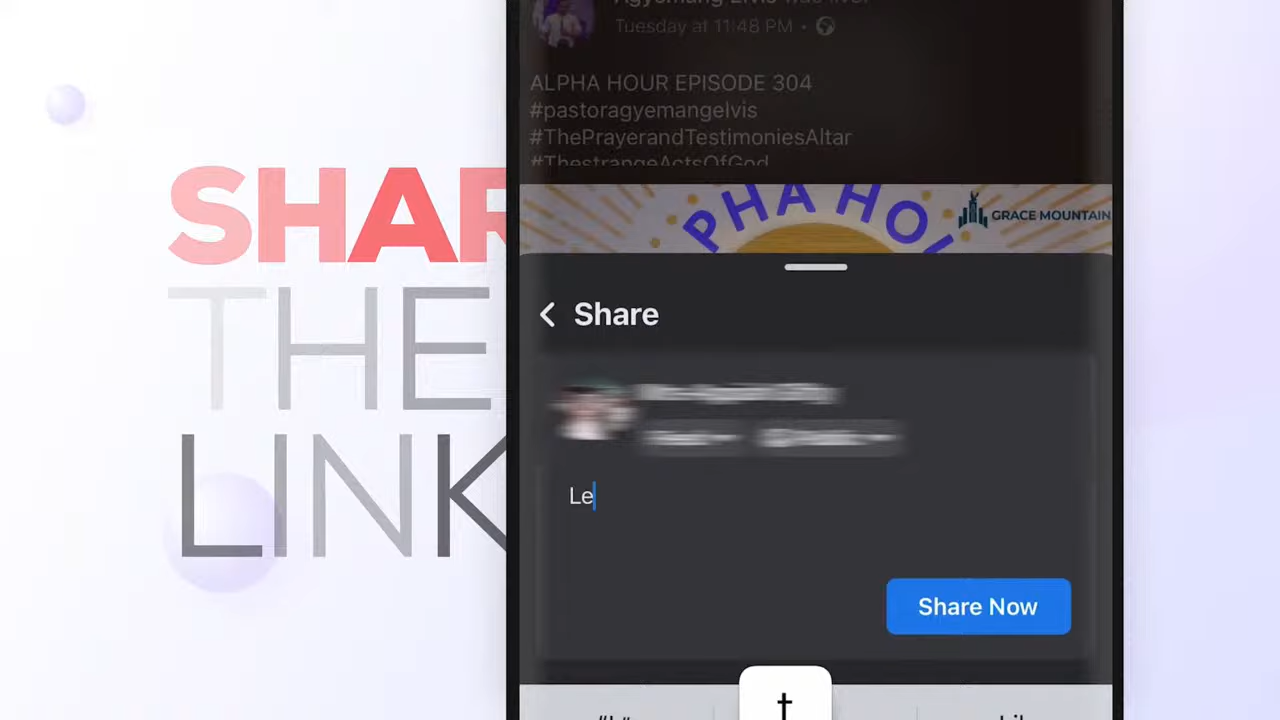 Tuesday at 11:48 PM •
ALPHA HOUR EPISODE 304
#pastoragyemangelvis
#ThePrayerandTestimoniesAltar
#ThestrangeActsOfGod
PHA HO
GRACE MOUNTAIN
SHAR
THE
LINK
Share
Le
Share Now
t